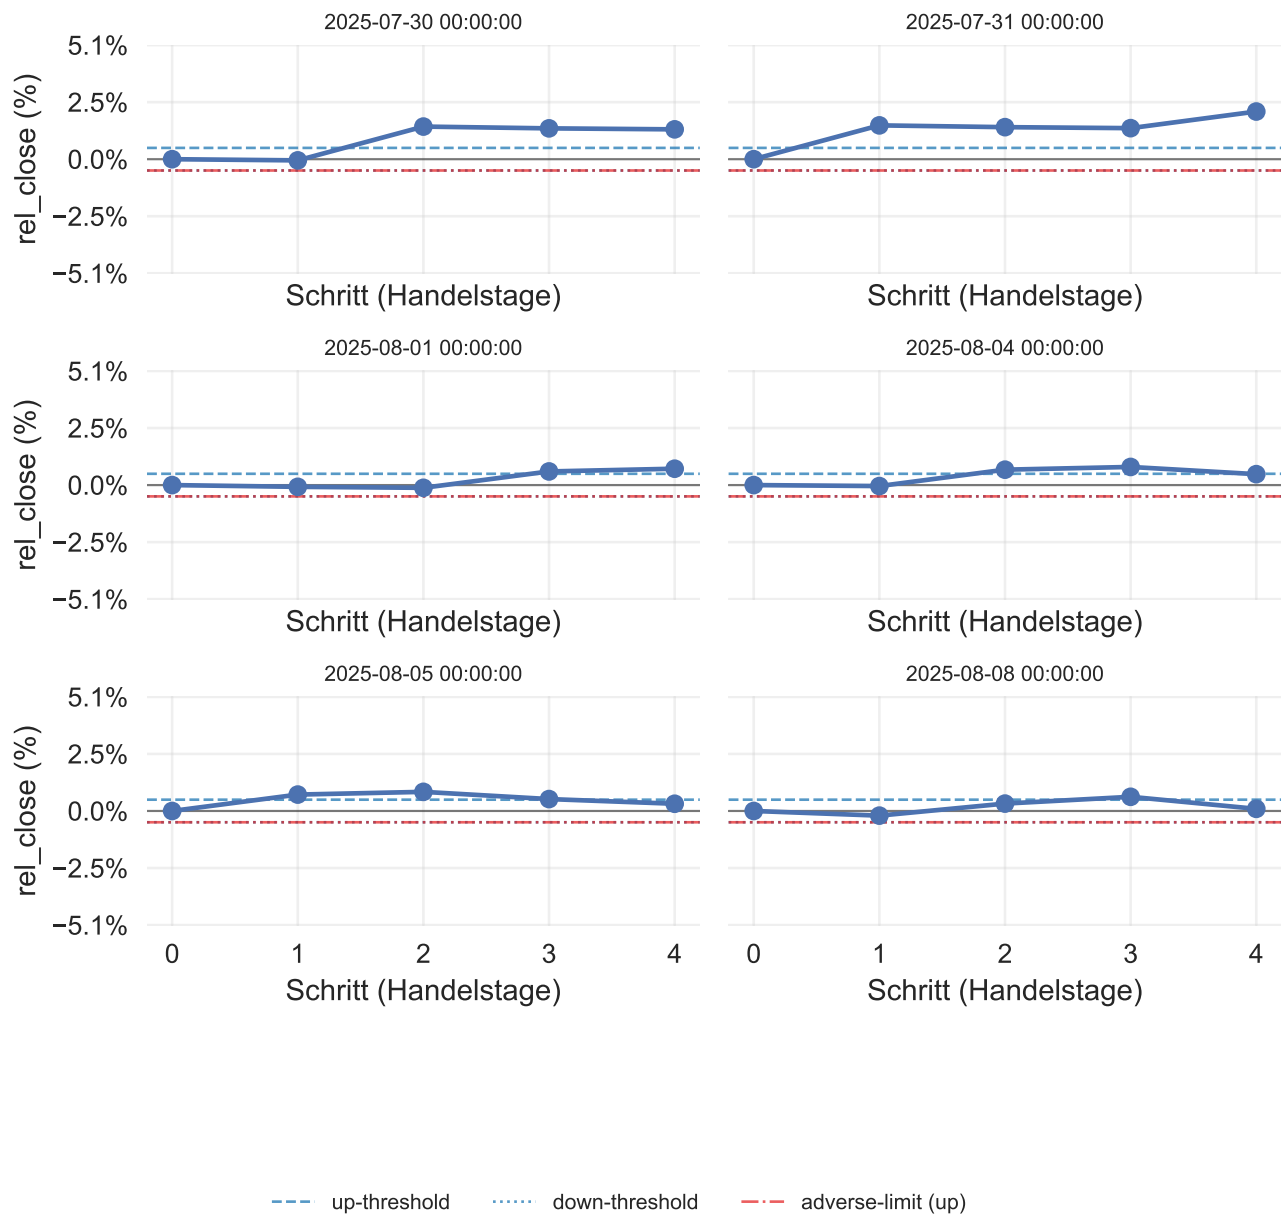 2025-07-30 00:00:00
2025-07-31 00:00:00
5.1%
2.5%
0.0%
−2.5%
−5.1%
rel_close (%)
Schritt (Handelstage)
Schritt (Handelstage)
2025-08-01 00:00:00
2025-08-04 00:00:00
5.1%
2.5%
0.0%
−2.5%
−5.1%
rel_close (%)
Schritt (Handelstage)
Schritt (Handelstage)
2025-08-05 00:00:00
2025-08-08 00:00:00
5.1%
2.5%
0.0%
−2.5%
−5.1%
rel_close (%)
0 1 2 3 4
0 1 2 3 4
Schritt (Handelstage)
Schritt (Handelstage)
up-threshold
down-threshold
adverse-limit (up)